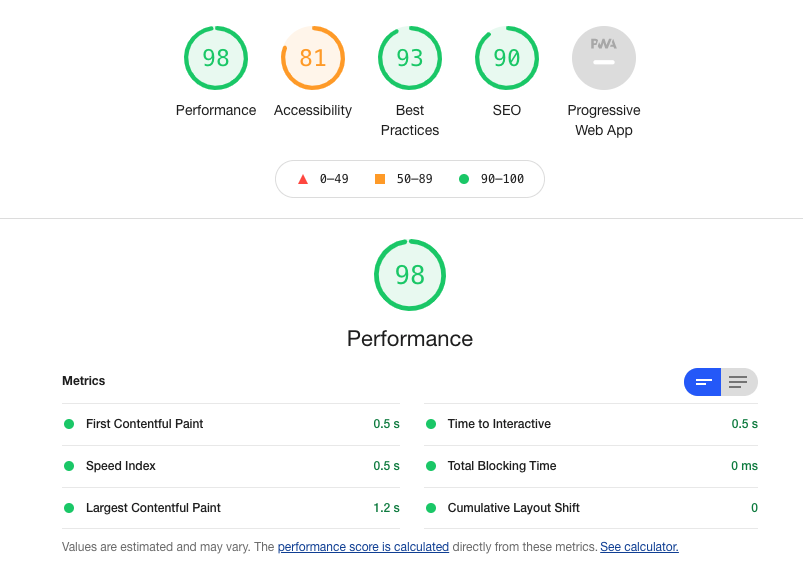 98 81 93 90 PWA
Performance Accessibility Best Practices SEO Progressive Web App
0–49 50–89 90–100
98
Performance
Metrics
First Contentful Paint 0.5 s
Time to Interactive 0.5 s
Speed Index 0.5 s
Total Blocking Time 0 ms
Largest Contentful Paint 1.2 s
Cumulative Layout Shift 0
Values are estimated and may vary. The performance score is calculated directly from these metrics. See calculator.